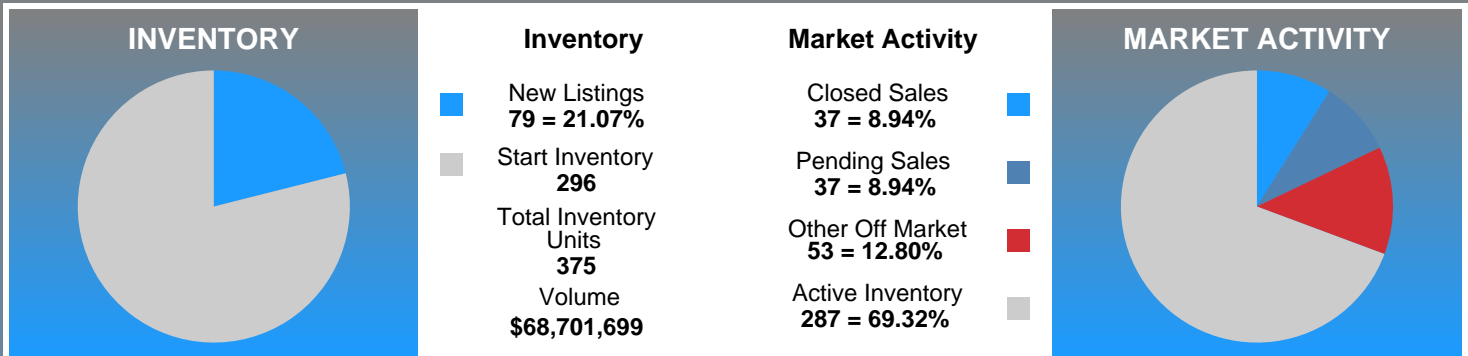 INVENTORY
Inventory
New Listings
79 = 21.07%
Start Inventory
296
Total Inventory
Units
375
Volume
$68,701,699
Market Activity
Closed Sales
37 = 8.94%
Pending Sales
37 = 8.94%
Other Off Market
53 = 12.80%
Active Inventory
287 = 69.32%
MARKET ACTIVITY